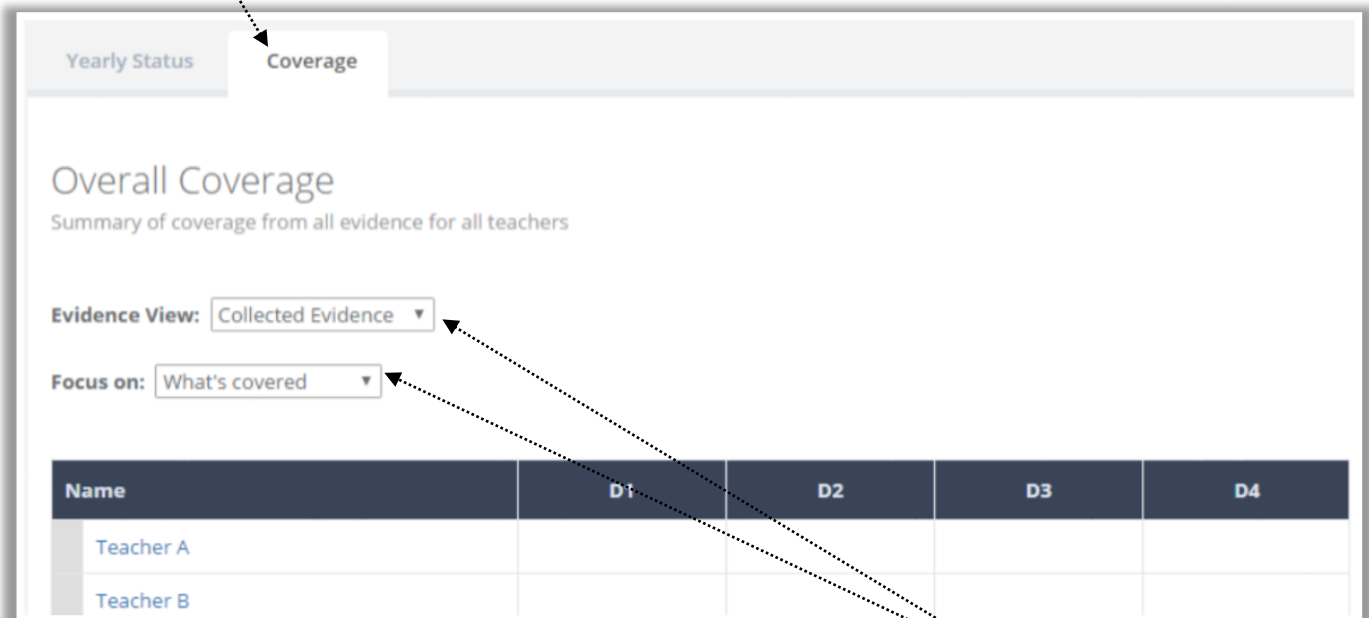 Yearly Status Coverage
Overall Coverage
Summary of coverage from all evidence for all teachers
Evidence View: Collected Evidence
Focus on: What's covered
Name D1 D2 D3 D4
Teacher A
Teacher B